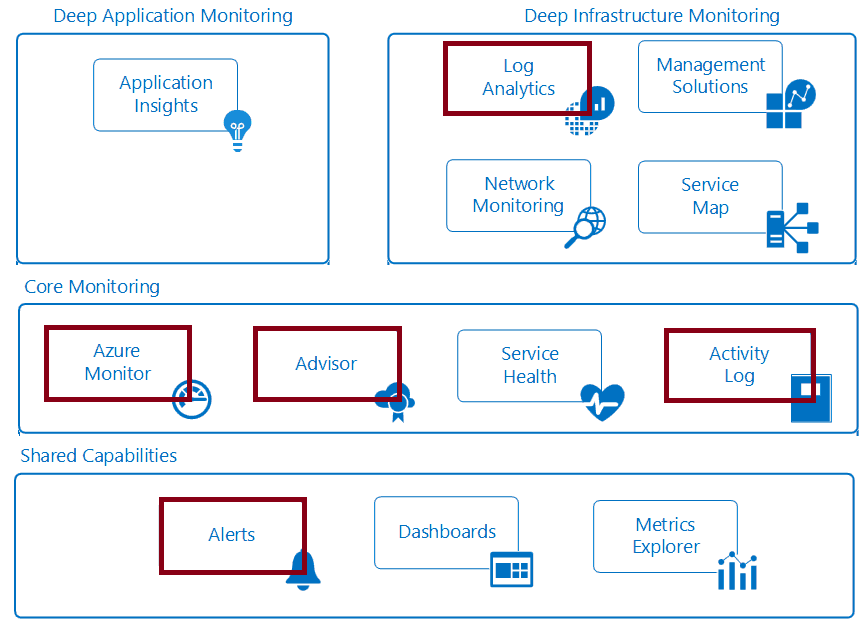 Deep Application Monitoring
Deep Infrastructure Monitoring
Application
Insights
Log
Analytics
Management
Solutions
Network
Monitoring
Service
Map
Core Monitoring
Azure
Monitor
Advisor
Service
Health
Activity
Log
Shared Capabilities
Alerts
Dashboards
Metrics
Explorer